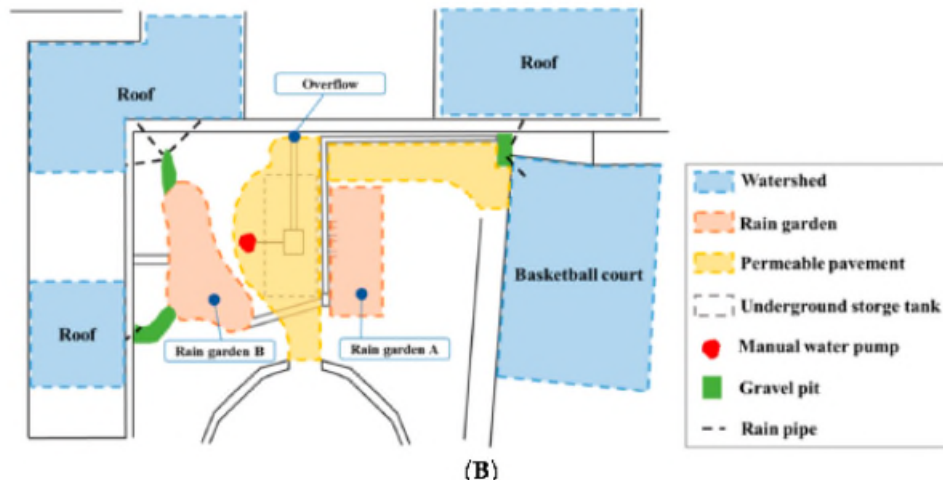 Roof
Roof
Overflow
Watershed
Rain garden
Permeable pavement
Basketball court
Underground storge tank
Roof
Manual water pump
Rain garden B
Rain garden A
Gravel pit
Rain pipe
(B)